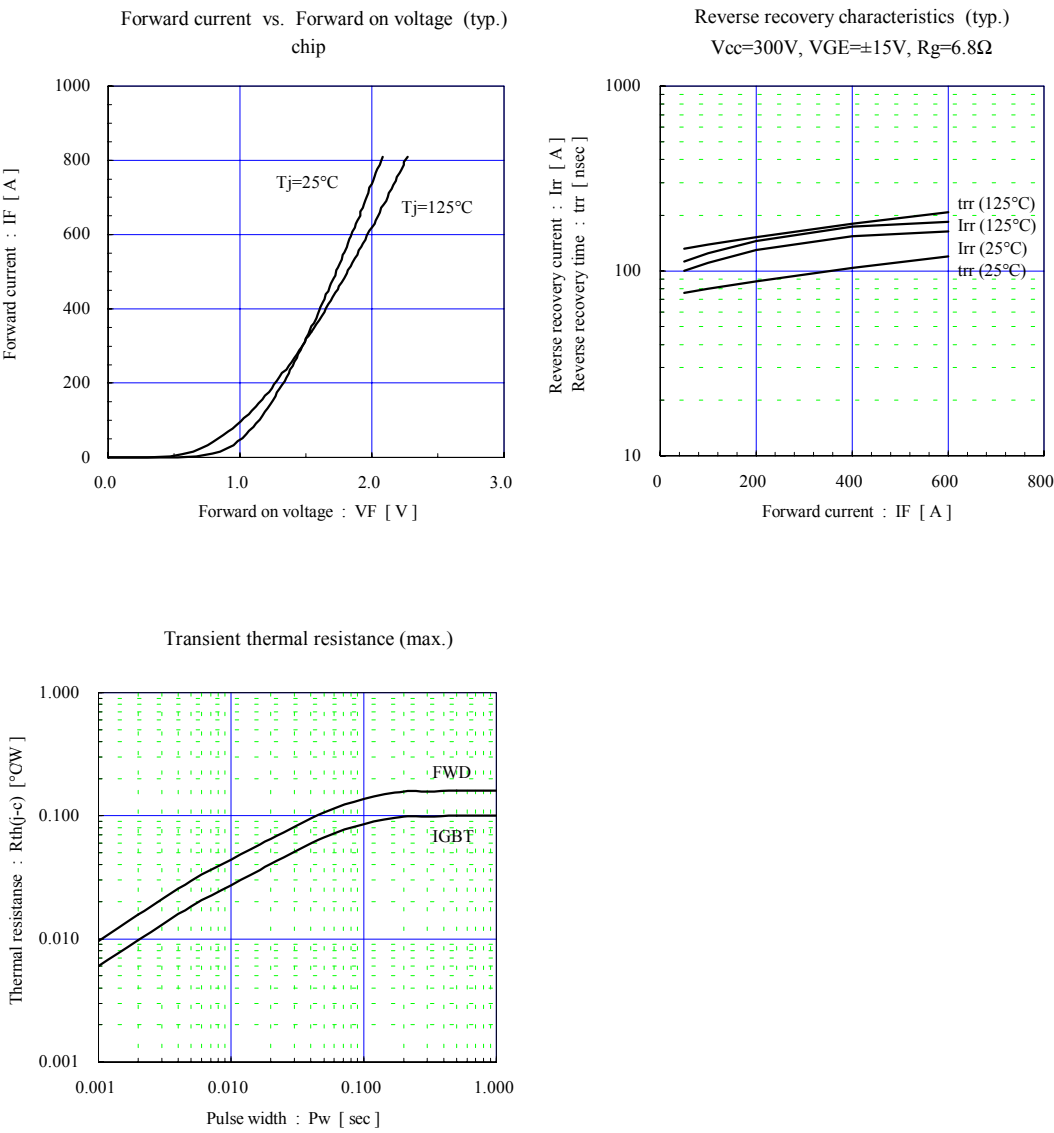 Forward current vs. Forward on voltage (typ.)
chip
1000
800
600
400
200
0
0.0
1.0
2.0
3.0
Tj=25°C
Tj=125°C
Forward current : IF [ A ]
Forward on voltage : VF [ V ]
Reverse recovery characteristics (typ.)
Vcc=300V, VGE=±15V, Rg=6.8Ω
1000
100
10
0
200
400
600
800
trr (125°C)
Irr (125°C)
Irr (25°C)
trr (25°C)
Reverse recovery current : Irr [ A ]
Reverse recovery time : trr [ nsec ]
Forward current : IF [ A ]
Transient thermal resistance (max.)
1.000
0.100
0.010
0.001
0.001
0.010
0.100
1.000
FWD
IGBT
Thermal resistanse : Rth(j-c) [°C/W ]
Pulse width : Pw [ sec ]